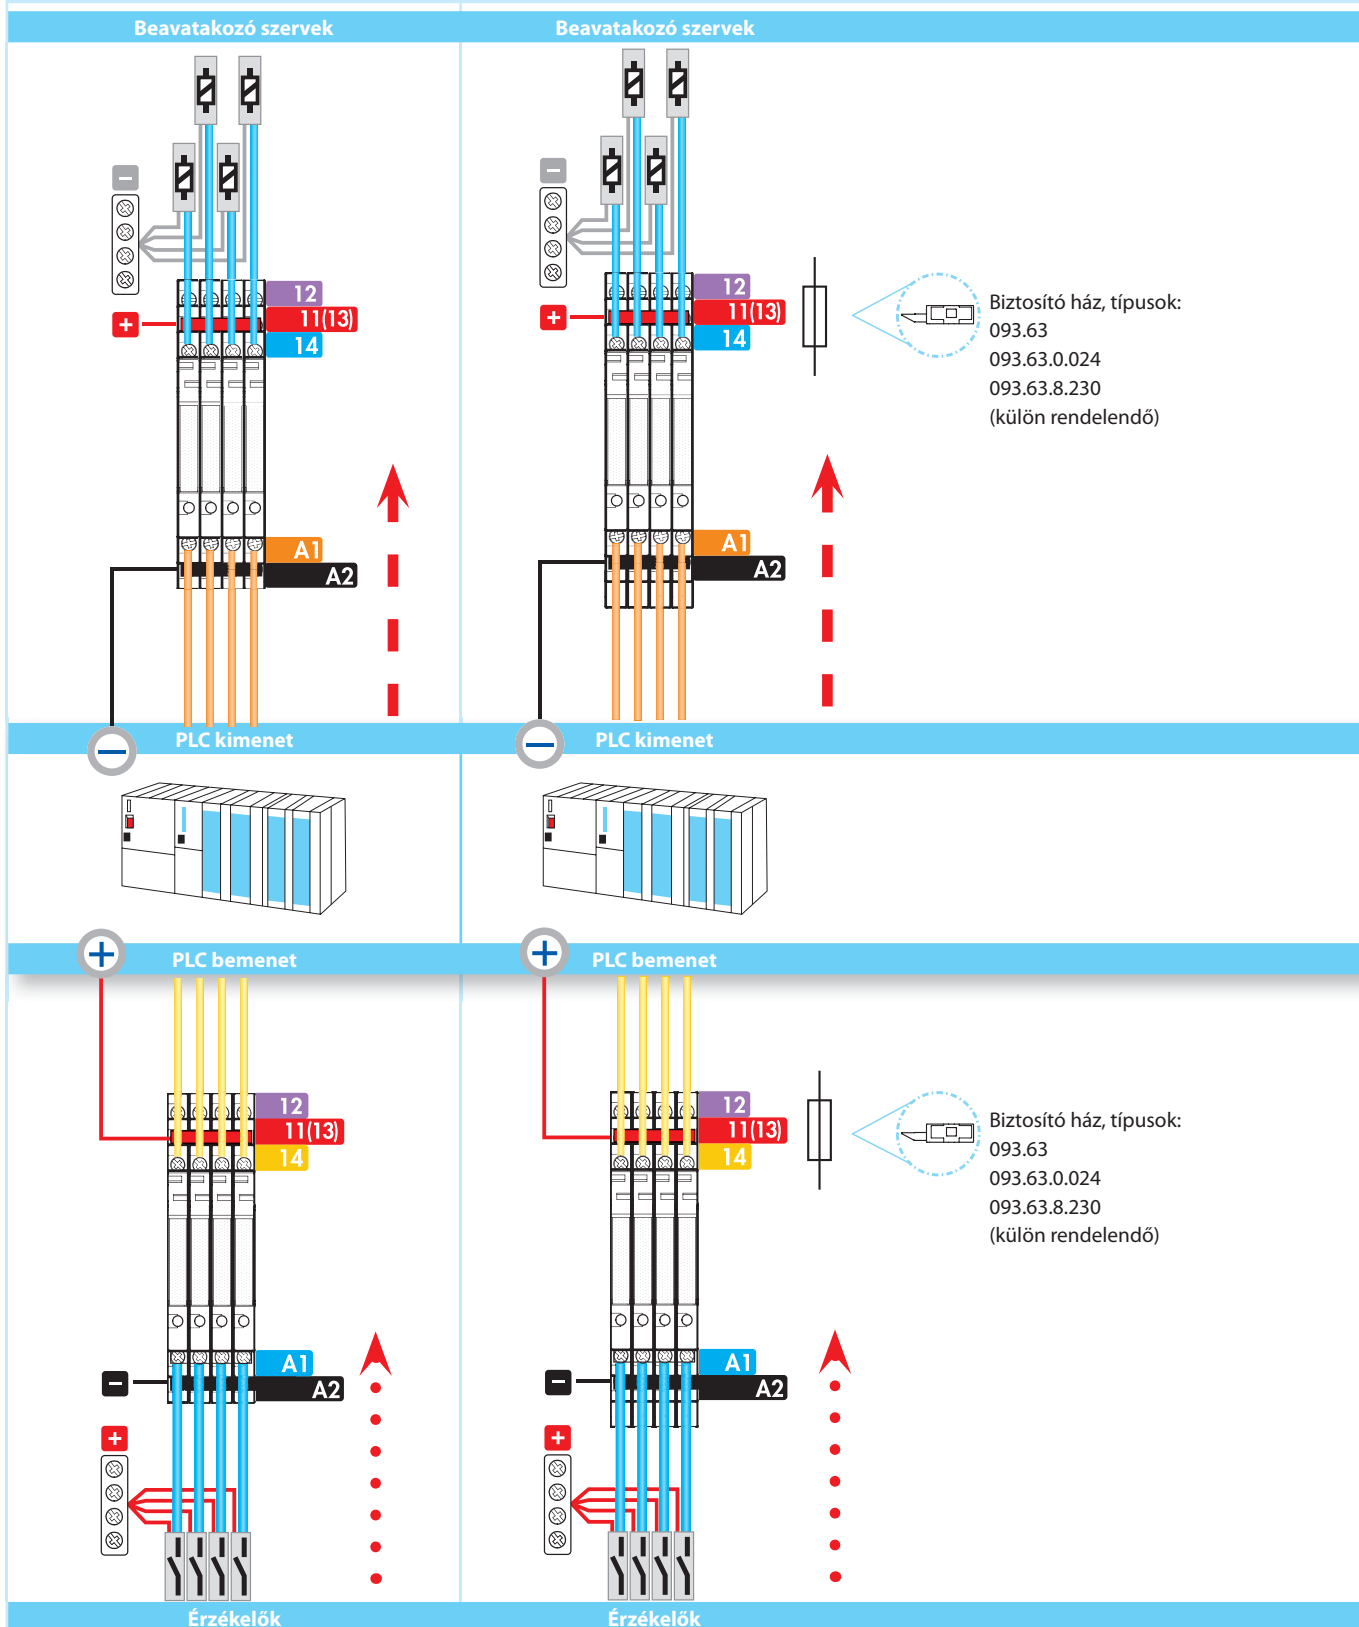 Beavatakozó szervek
Beavatakozó szervek
−
−
12
11(13)
14
+
12
11(13)
14
+
Biztosító ház, típusok:
093.63
093.63.0.024
093.63.8.230
(külön rendelendő)
A1
A2
A1
A2
PLC kimenet
PLC kimenet
−
−
+
+
PLC bemenet
PLC bemenet
12
11(13)
14
12
11(13)
14
Biztosító ház, típusok:
093.63
093.63.0.024
093.63.8.230
(külön rendelendő)
A1
A2
−
A1
A2
−
+
+
Érzékelők
Érzékelők